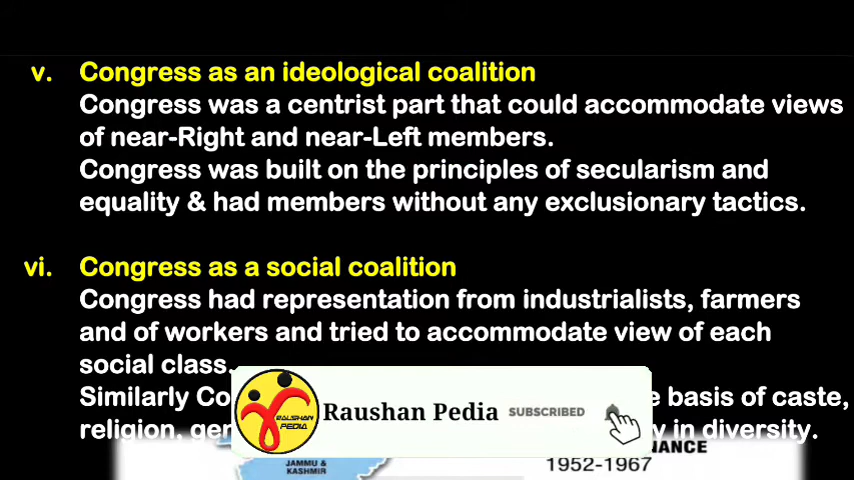 v. Congress as an ideological coalition
Congress was a centrist part that could accommodate views
of near-Right and near-Left members.
Congress was built on the principles of secularism and
equality & had members without any exclusionary tactics.
vi. Congress as a social coalition
Congress had representation from industrialists, farmers
and of workers and tried to accommodate view of each
social class.
Similarly basis of caste,
religion, in diversity.
RAUSHAN
PEDIA
Raushan Pedia SUBSCRIBED
JAMMU &
KASHMIR
1952-1967